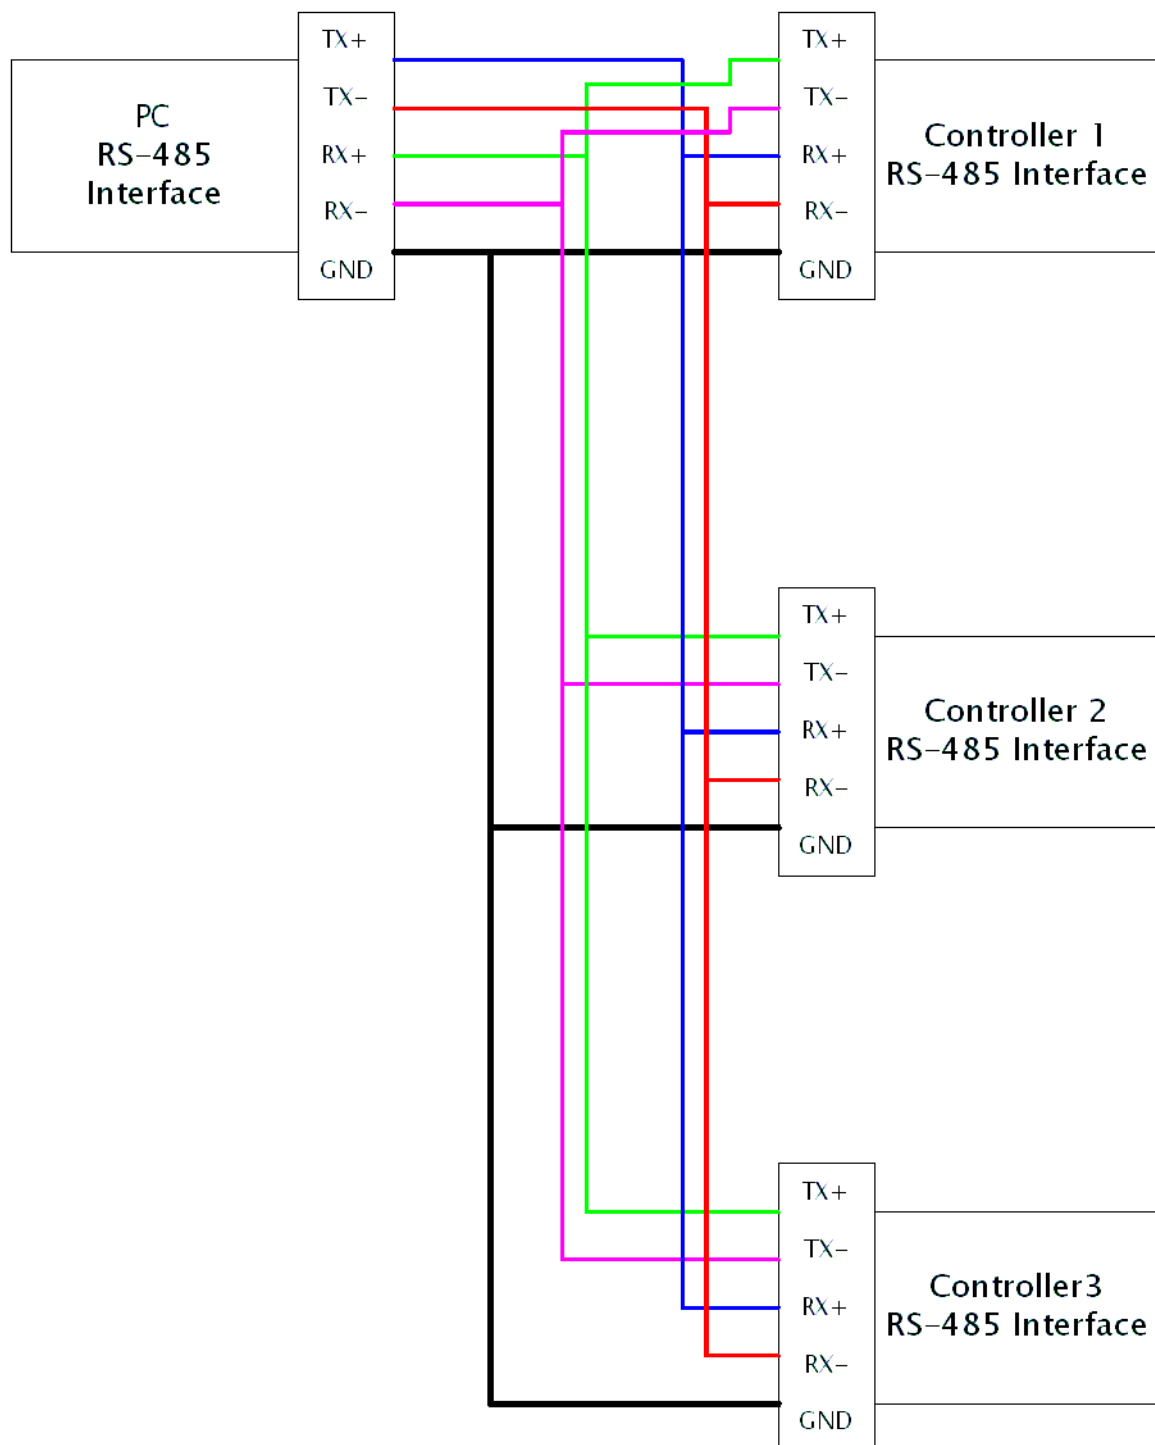 PC
RS-485
Interface
TX+
TX-
RX+
RX-
GND
TX+
TX-
RX+
RX-
GND
Controller 1
RS-485 Interface
TX+
TX-
RX+
RX-
GND
Controller 2
RS-485 Interface
TX+
TX-
RX+
RX-
GND
Controller3
RS-485 Interface